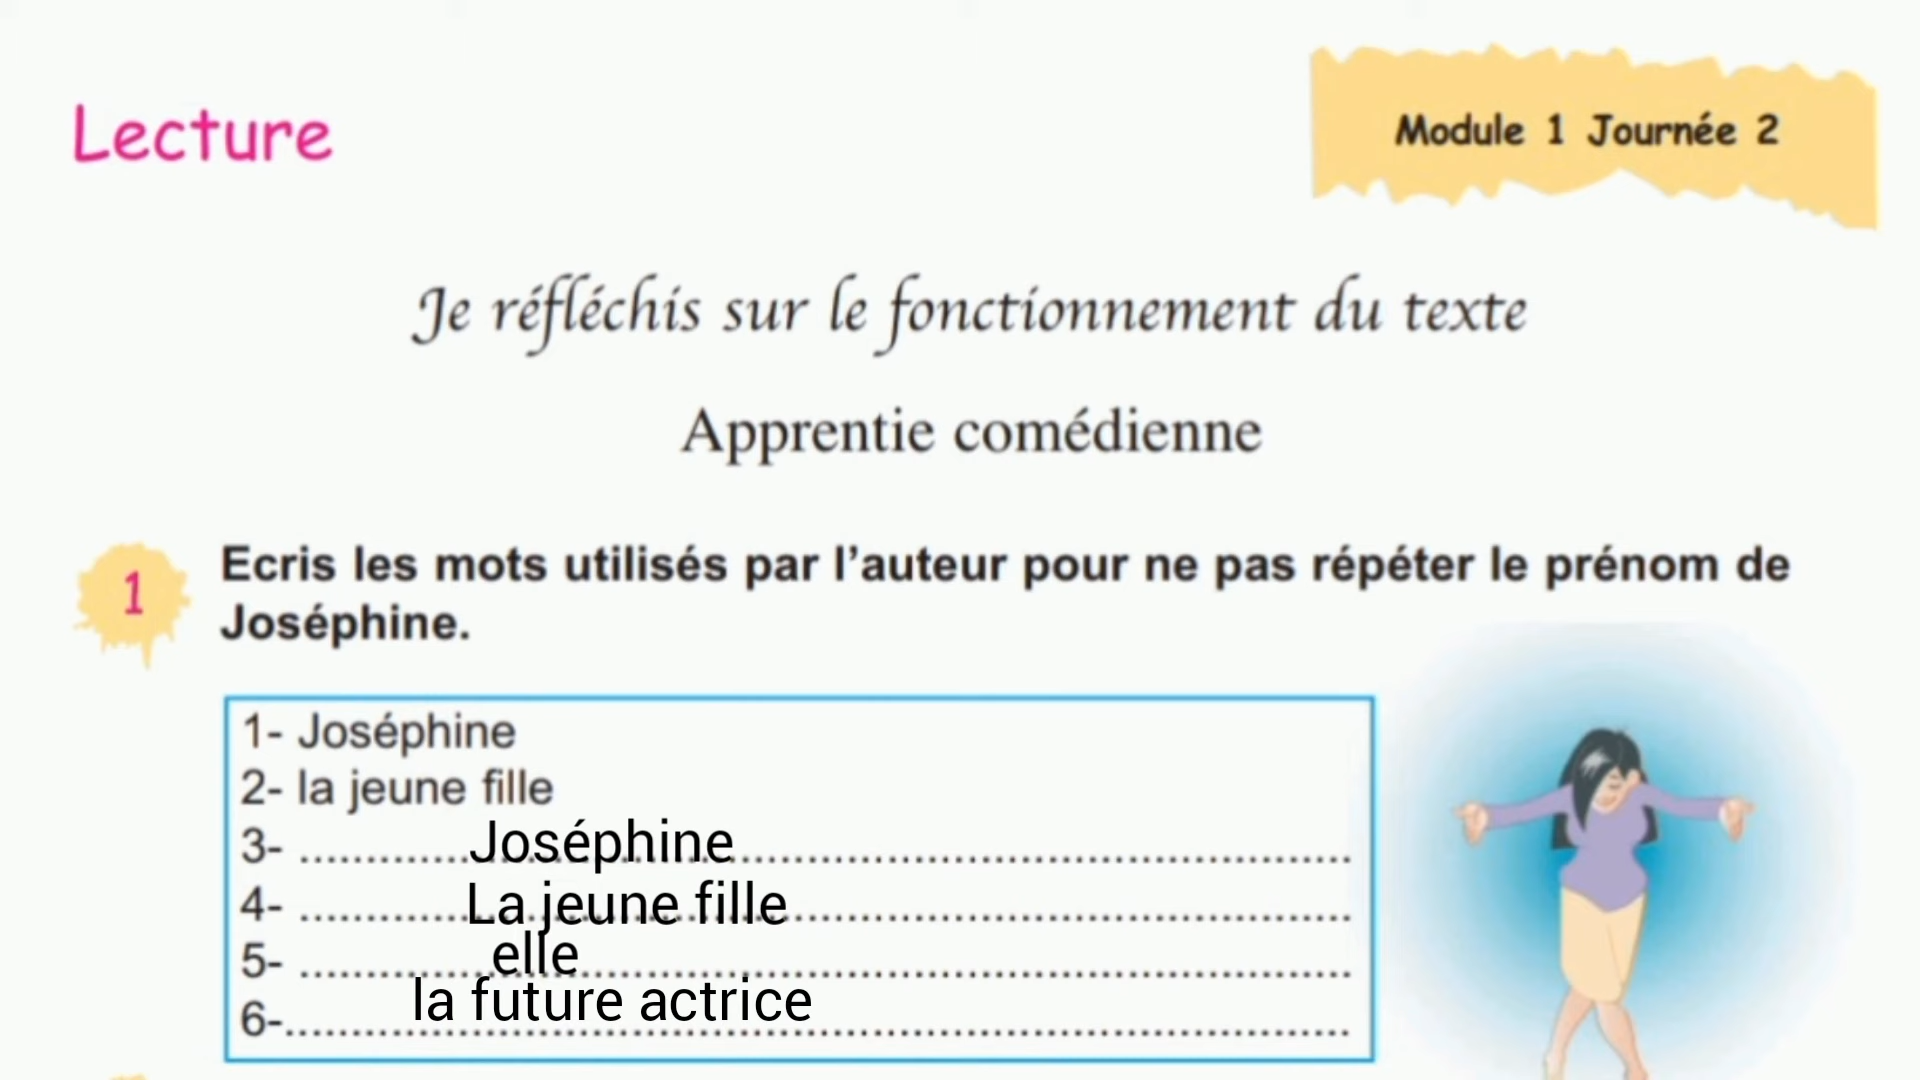 Lecture
Module 1 Journée 2
Je réfléchis sur le fonctionnement du texte
Apprentie comédienne
1
Ecris les mots utilisés par l'auteur pour ne pas répéter le prénom de
Joséphine.
1- Joséphine
2- la jeune fille
3- .............Joséphine.............................................
4- .............La jeune fille.............................................
5- ..............elle.............................................
6-..........la future actrice.............................................